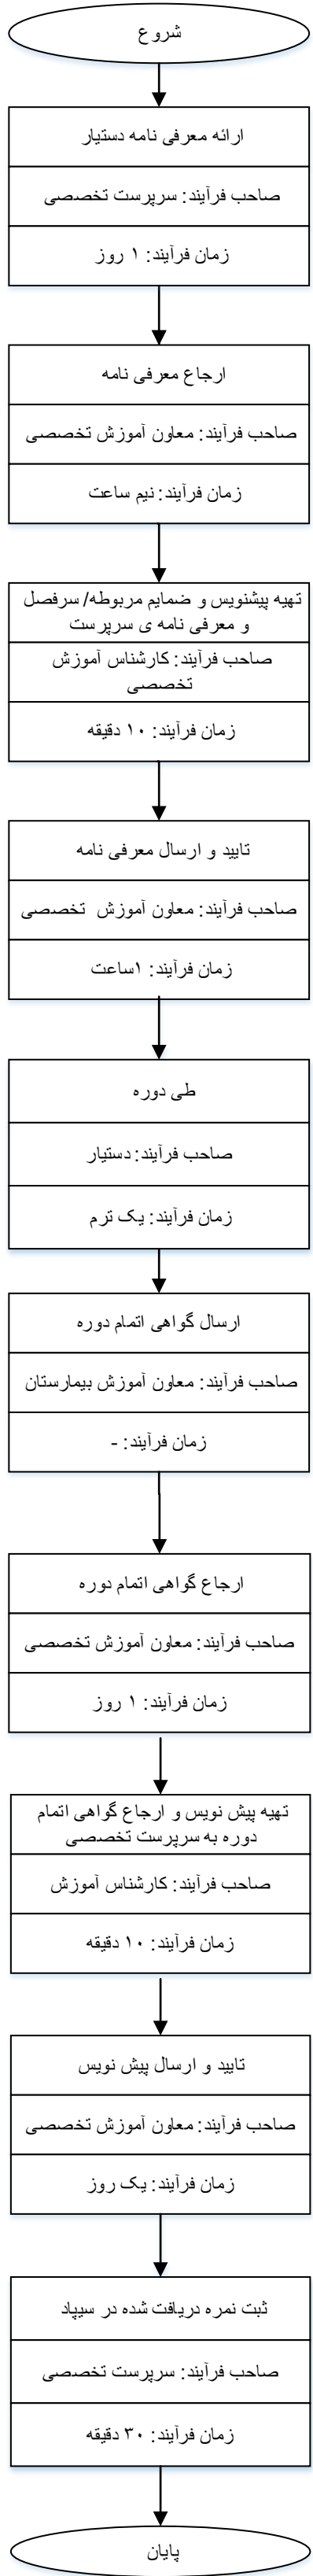 شروع
ارائه معرفی نامه دستیار
صاحب فرآیند: سرپرست تخصصی
زمان فرآیند: ۱ روز
ارجاع معرفی نامه
صاحب فرآیند: معاون آموزش تخصصی
زمان فرآیند: نیم ساعت
تهیه پیشنویس و ضمایم مربوطه/ سرفصل
و معرفی نامه ی سرپرست
صاحب فرآیند: کارشناس آموزش
تخصصی
زمان فرآیند: ۱۰ دقیقه
تایید و ارسال معرفی نامه
صاحب فرآیند: معاون آموزش تخصصی
زمان فرآیند: ۱ساعت
طی دوره
صاحب فرآیند: دستیار
زمان فرآیند: یک ترم
ارسال گواهی اتمام دوره
صاحب فرآیند: معاون آموزش بیمارستان
زمان فرآیند: -
ارجاع گواهی اتمام دوره
صاحب فرآیند: معاون آموزش تخصصی
زمان فرآیند: ۱ روز
تهیه پیش نویس و ارجاع گواهی اتمام
دوره به سرپرست تخصصی
صاحب فرآیند: کارشناس آموزش
زمان فرآیند: ۱۰ دقیقه
تایید و ارسال پیش نویس
صاحب فرآیند: معاون آموزش تخصصی
زمان فرآیند: یک روز
ثبت نمره دریافت شده در سیپاد
صاحب فرآیند: سرپرست تخصصی
زمان فرآیند: ۳۰ دقیقه
پایان